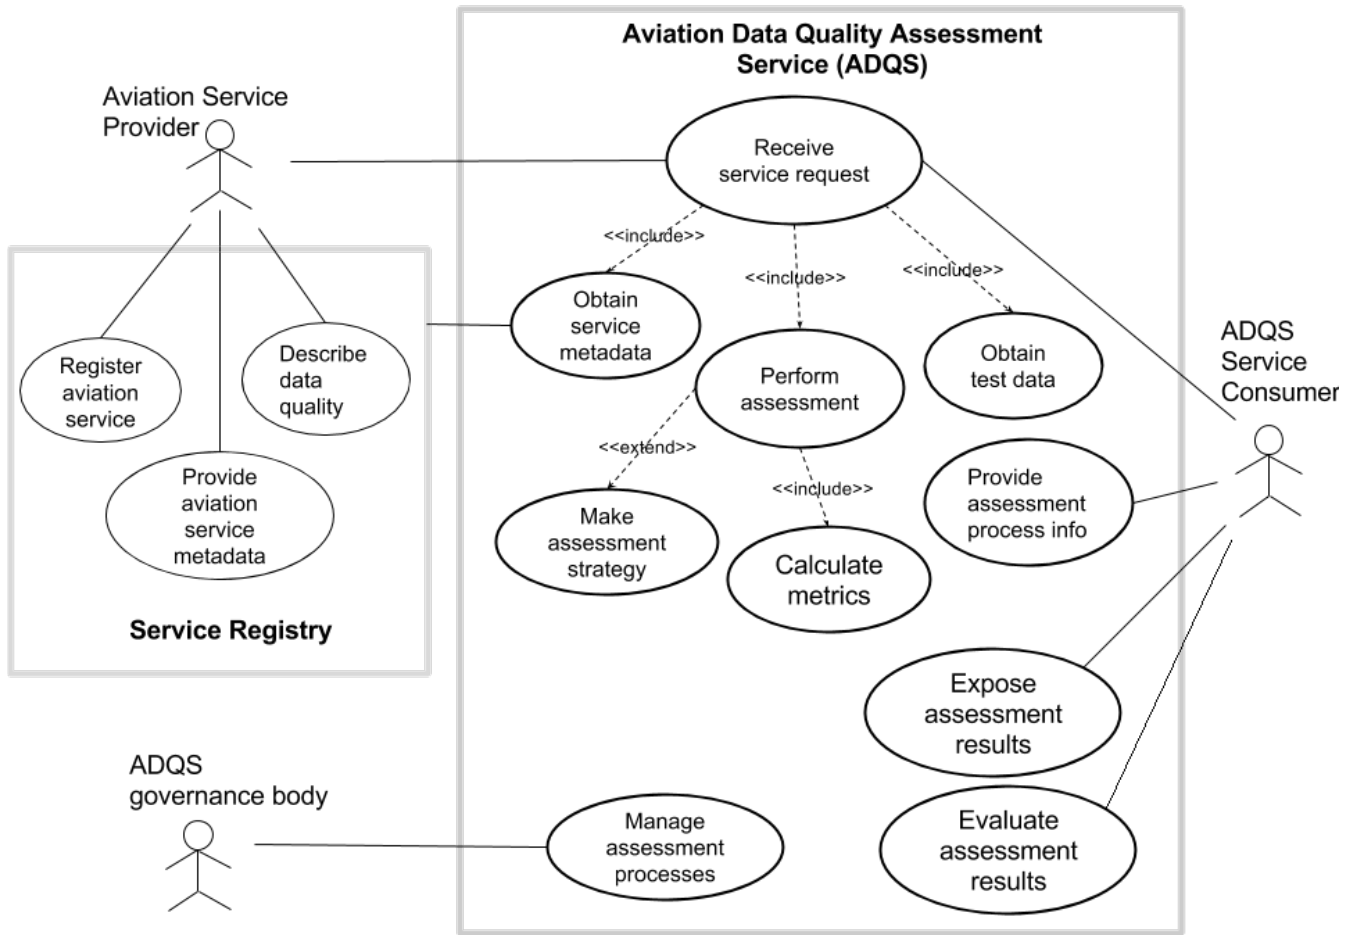 Aviation Data Quality Assessment
Service (ADQS)
Aviation Service
Provider
Receive
service request
<<include>>
<<include>>
<<include>>
Obtain
service
metadata
Obtain
test data
Perform
assessment
ADQS
Service
Consumer
Register
aviation
service
Describe
data
quality
Provide
aviation
service
metadata
Service Registry
<<extend>>
<<include>>
Make
assessment
strategy
Calculate
metrics
Provide
assessment
process info
Expose
assessment
results
Evaluate
assessment
results
ADQS
governance body
Manage
assessment
processes